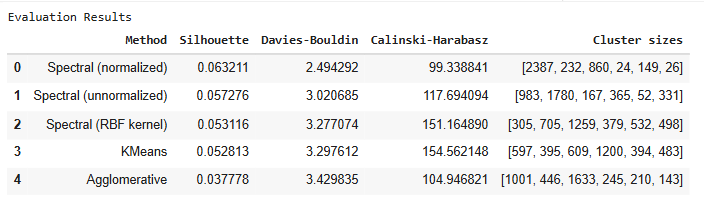 Evaluation Results
Method Silhouette Davies-Bouldin Calinski-Harabasz Cluster sizes
0 Spectral (normalized) 0.063211 2.494292 99.338841 [2387, 232, 860, 24, 149, 26]
1 Spectral (unnormalized) 0.057276 3.020685 117.694094 [983, 1780, 167, 365, 52, 331]
2 Spectral (RBF kernel) 0.053116 3.277074 151.164890 [305, 705, 1259, 379, 532, 498]
3 KMeans 0.052813 3.297612 154.562148 [597, 395, 609, 1200, 394, 483]
4 Agglomerative 0.037778 3.429835 104.946821 [1001, 446, 1633, 245, 210, 143]